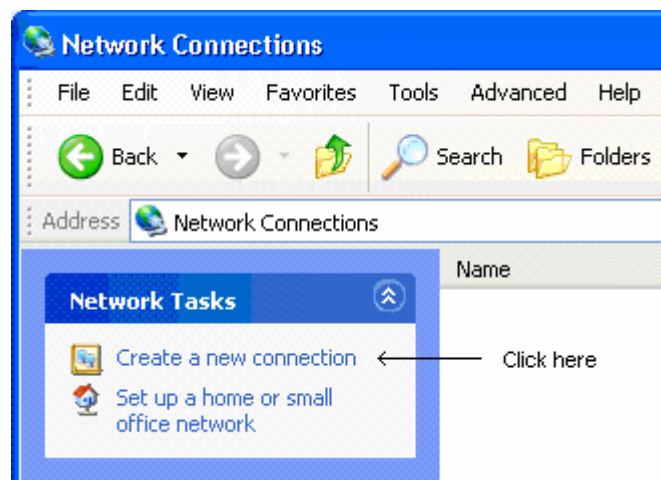 Network Connections
File Edit View Favorites Tools Advanced Help
Back Search Folders
Address Network Connections
Name
Network Tasks
Create a new connection
Click here
Set up a home or small
office network